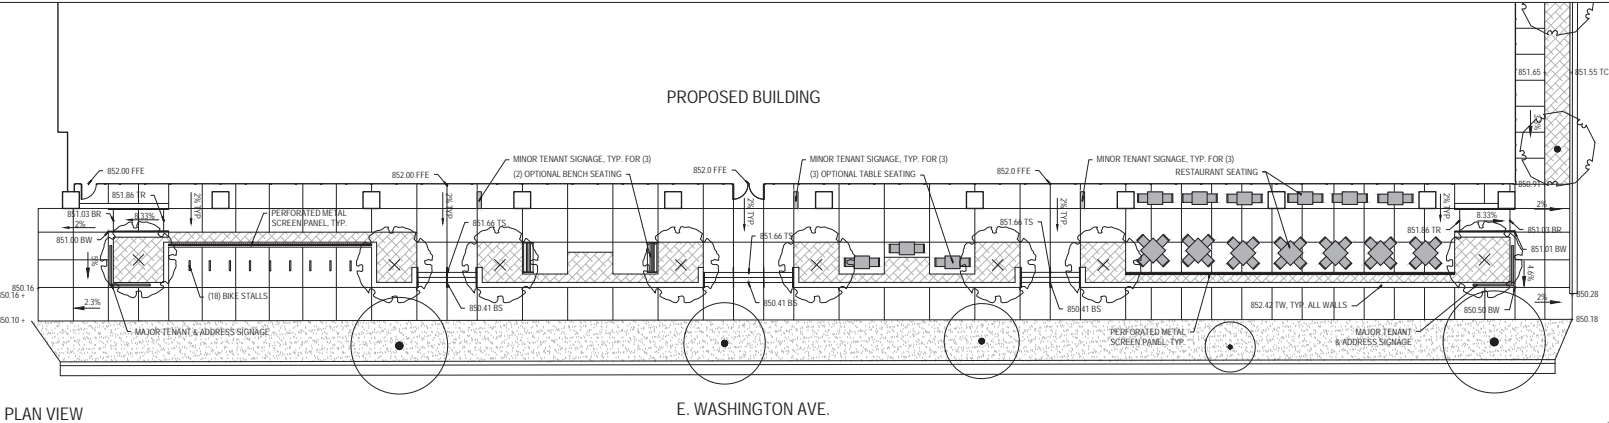 PROPOSED BUILDING
851.65
851.55 TC
MINOR TENANT SIGNAGE, TYP. FOR (3)
(2) OPTIONAL BENCH SEATING
MINOR TENANT SIGNAGE, TYP. FOR (3)
(3) OPTIONAL TABLE SEATING
MINOR TENANT SIGNAGE, TYP. FOR (3)
RESTAURANT SEATING
852.00 FFE
852.00 FFE
852.0 FFE
852.0 FFE
850.91
851.86 TR
2% TYP
2% TYP
2% TYP
2% TYP
2% TYP
851.03 BR
8.33%
2%
PERFORATED METAL
SCREEN PANEL, TYP.
851.66 TS
851.66 TS
851.66 TS
2%
8.33%
851.86 TR
851.03 BR
851.00 BW
851.01 BW
4.6%
850.16
850.16 +
2.3%
(18) BIKE STALLS
850.41 BS
850.41 BS
850.41 BS
852.42 TW, TYP. ALL WALLS
2%
850.50 BW
850.28
850.10 +
850.18
MAJOR TENANT & ADDRESS SIGNAGE
PERFORATED METAL
SCREEN PANEL, TYP.
MAJOR TENANT
& ADDRESS SIGNAGE
PLAN VIEW
E. WASHINGTON AVE.